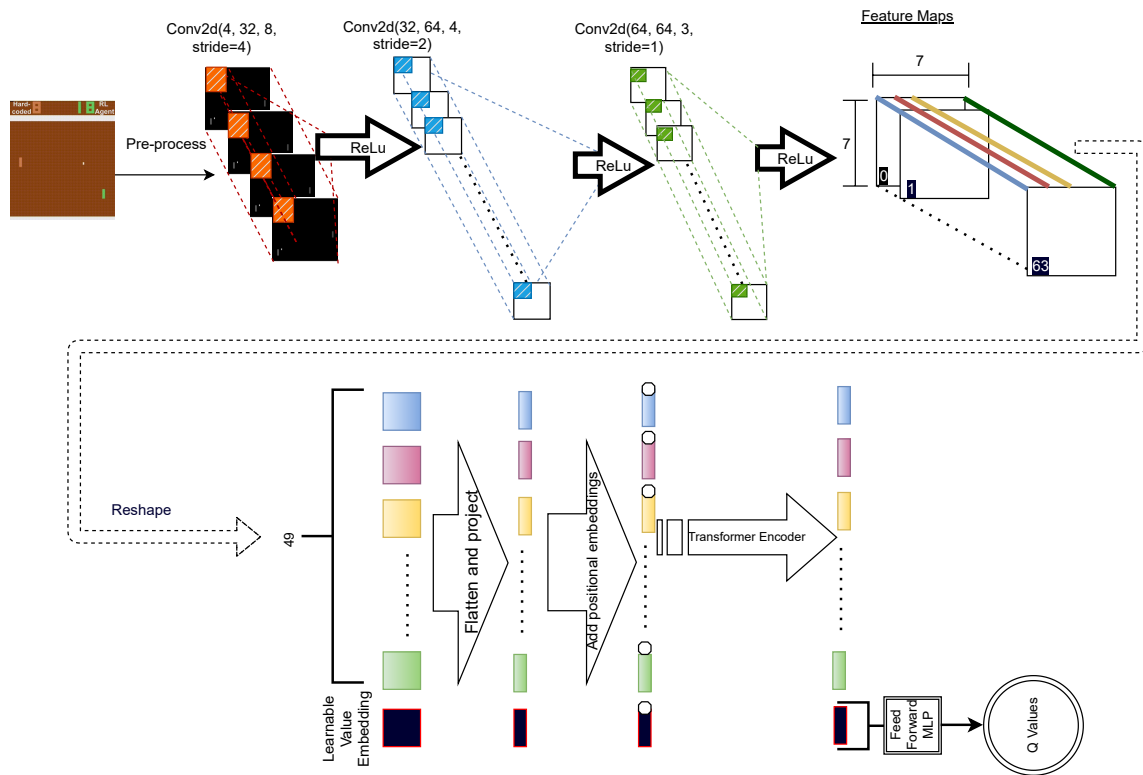 Feature Maps
Conv2d(4, 32, 8,
stride=4)
Conv2d(32, 64, 4,
stride=2)
Conv2d(64, 64, 3,
stride=1)
7
Hard-
coded
RL
Agent
Pre-process
ReLu
ReLu
ReLu
7
0
1
63
Reshape
49
Flatten and project
Add positional embeddings
Transformer Encoder
Learnable
Value
Embedding
Feed
Forward
MLP
Q Values